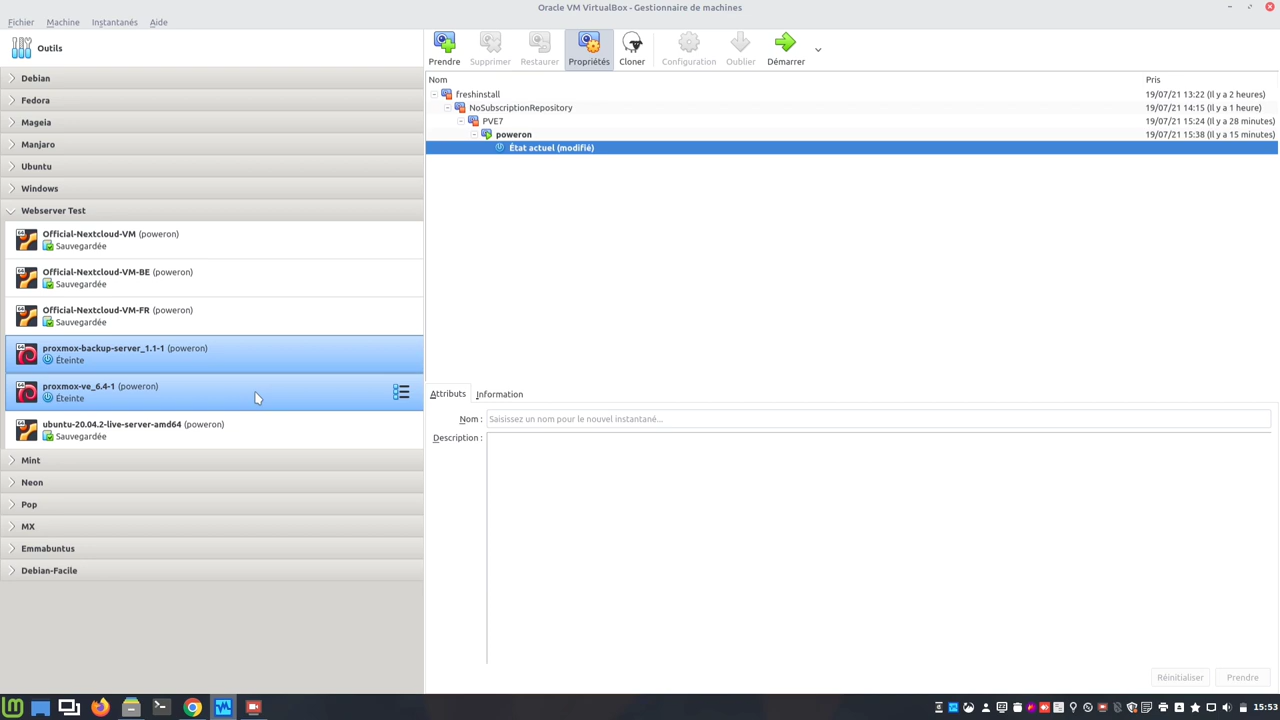 Oracle VM VirtualBox - Gestionnaire de machines
Fichier Machine Instantanés Aide
Outils
Prendre Supprimer Restaurer Propriétés Cloner Configuration Oublier Démarrer
Nom Pris
Debian
Fedora
Mageia
Manjaro
Ubuntu
Windows
Webserver Test
Official-Nextcloud-VM (poweron)
Sauvegardée
Official-Nextcloud-VM-BE (poweron)
Sauvegardée
Official-Nextcloud-VM-FR (poweron)
Sauvegardée
proxmox-backup-server_1.1-1 (poweron)
Éteinte
proxmox-ve_6.4-1 (poweron)
Éteinte
ubuntu-20.04.2-live-server-amd64 (poweron)
Sauvegardée
Mint
Neon
Pop
MX
Emmabuntus
Debian-Facile
freshinstall 19/07/21 13:22 (Il y a 2 heures)
NoSubscriptionRepository 19/07/21 14:15 (Il y a 1 heure)
PVE7 19/07/21 15:24 (Il y a 28 minutes)
poweron 19/07/21 15:38 (Il y a 15 minutes)
État actuel (modifié)
Attributs Information
Nom : Saisissez un nom pour le nouvel instantané...
Description :
Réinitialiser Prendre
15:53